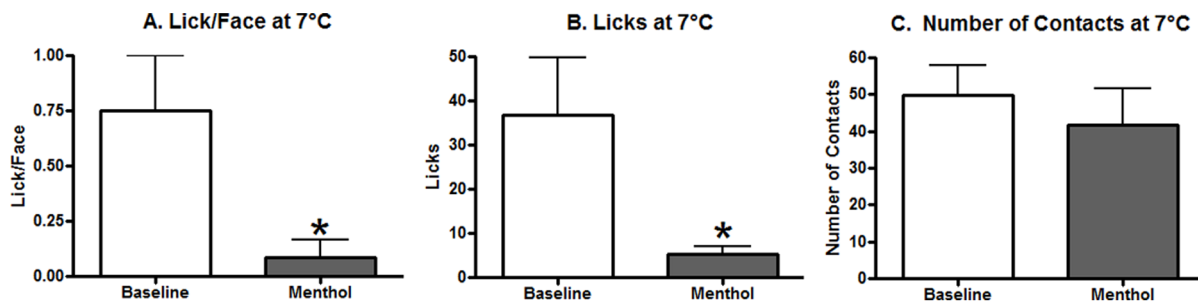 A. Lick/Face at 7°C
Lick/Face
1.00
0.75
0.50
0.25
0.00
*
Baseline Menthol
B. Licks at 7°C
Licks
50
40
30
20
10
0
*
Baseline Menthol
C. Number of Contacts at 7°C
Number of Contacts
60
50
40
30
20
10
0
Baseline Menthol